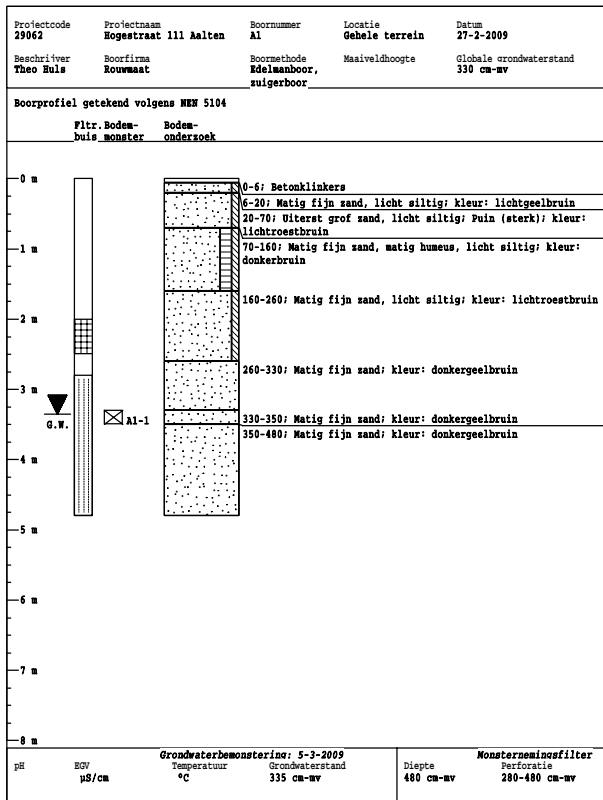 Projectcode Projectnaam Boornummer Locatie Datum
29062 Hogestraat 111 Aalten A1 Gehele terrein 27-2-2009
Beschrijver Boorfirma Boormethode Maaiveldhoogte Globale grondwaterstand
Theo Huls Rouwmaat Edelmanboor, 330 cm-mv
zuigerboor
Boorprofiel getekend volgens NEN 5104
Fltr. Bodem- Bodem-
buis monster onderzoek
0 m
0-6; Betonklinkers
6-20; Matig fijn zand, licht siltig; kleur: lichtgeelbruin
20-70; Uiterst grof zand, licht siltig; Puin (sterk); kleur:
lichtroestbruin
1 m
70-160; Matig fijn zand, matig humeus, licht siltig; kleur:
donkerbruin
160-260; Matig fijn zand, licht siltig; kleur: lichtroestbruin
2 m
260-330; Matig fijn zand; kleur: donkergeelbruin
3 m
330-350; Matig fijn zand; kleur: donkergeelbruin
G.W. A1-1
350-480; Matig fijn zand; kleur: donkergeelbruin
4 m
5 m
6 m
7 m
8 m
Grondwaterbemonstering: 5-3-2009 Monsternemingsfilter
pH EGV Temperatuur Grondwaterstand Diepte Perforatie
µS/cm °C 335 cm-mv 480 cm-mv 280-480 cm-mv